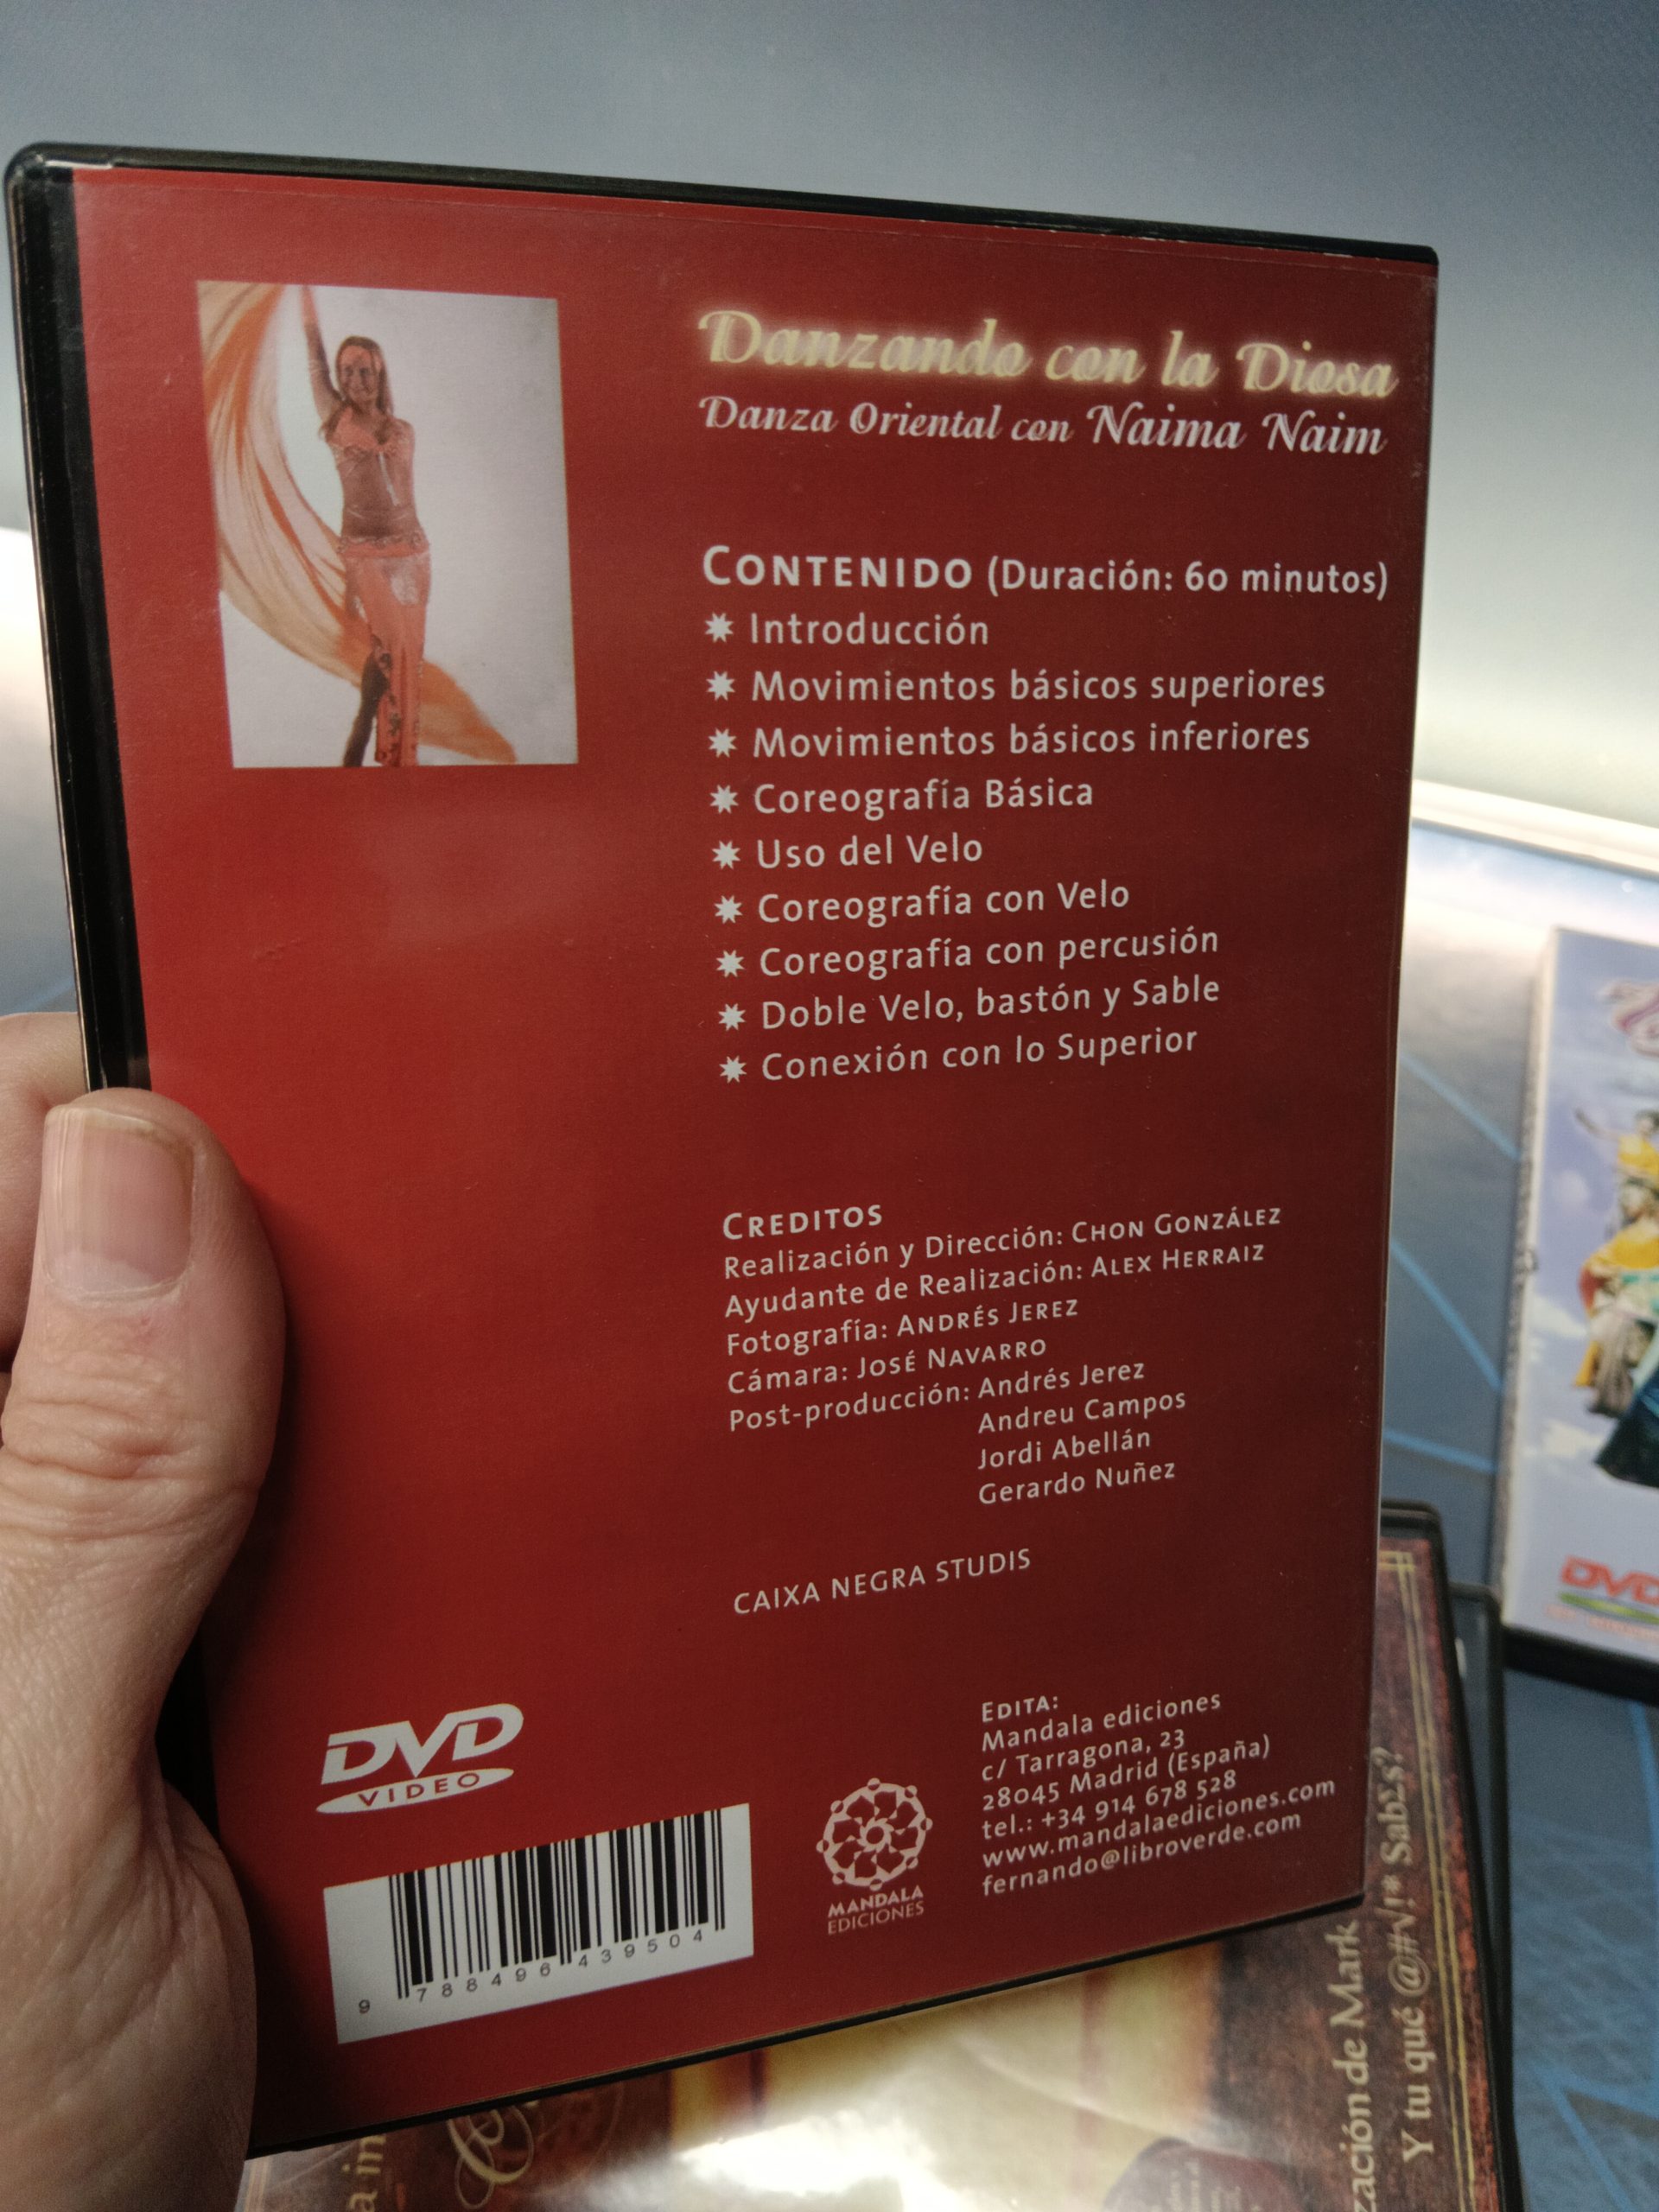 Danzando con la Diosa
Danza Oriental con Naima Naim
CONTENIDO (Duración: 60 minutos)
Introducción
Movimientos básicos superiores
Movimientos básicos inferiores
Coreografía Básica
Uso del Velo
Coreografía con Velo
Coreografía con percusión
Doble Velo, bastón y Sable
Conexión con lo Superior
CREDITOS
Realización y Dirección: CHON GONZÁLEZ
Ayudante de Realización: ALEX HERRAIZ
Fotografía: ANDRÉS JEREZ
Cámara: JOSÉ NAVARRO
Post-producción: Andrés Jerez
Andreu Campos
Jordi Abellán
Gerardo Nuñez
CAIXA NEGRA STUDIS
DVD
VIDEO
9 788496 439504
MANDALA
EDICIONES
EDITA:
Mandala ediciones
c/ Tarragona, 23
28045 Madrid (España)
tel.: +34 914 678 528
www.mandalaediciones.com
fernando@libroverde.com
DVD
zación de Mark
Y tu qué @#√!* SabΣs?
a in